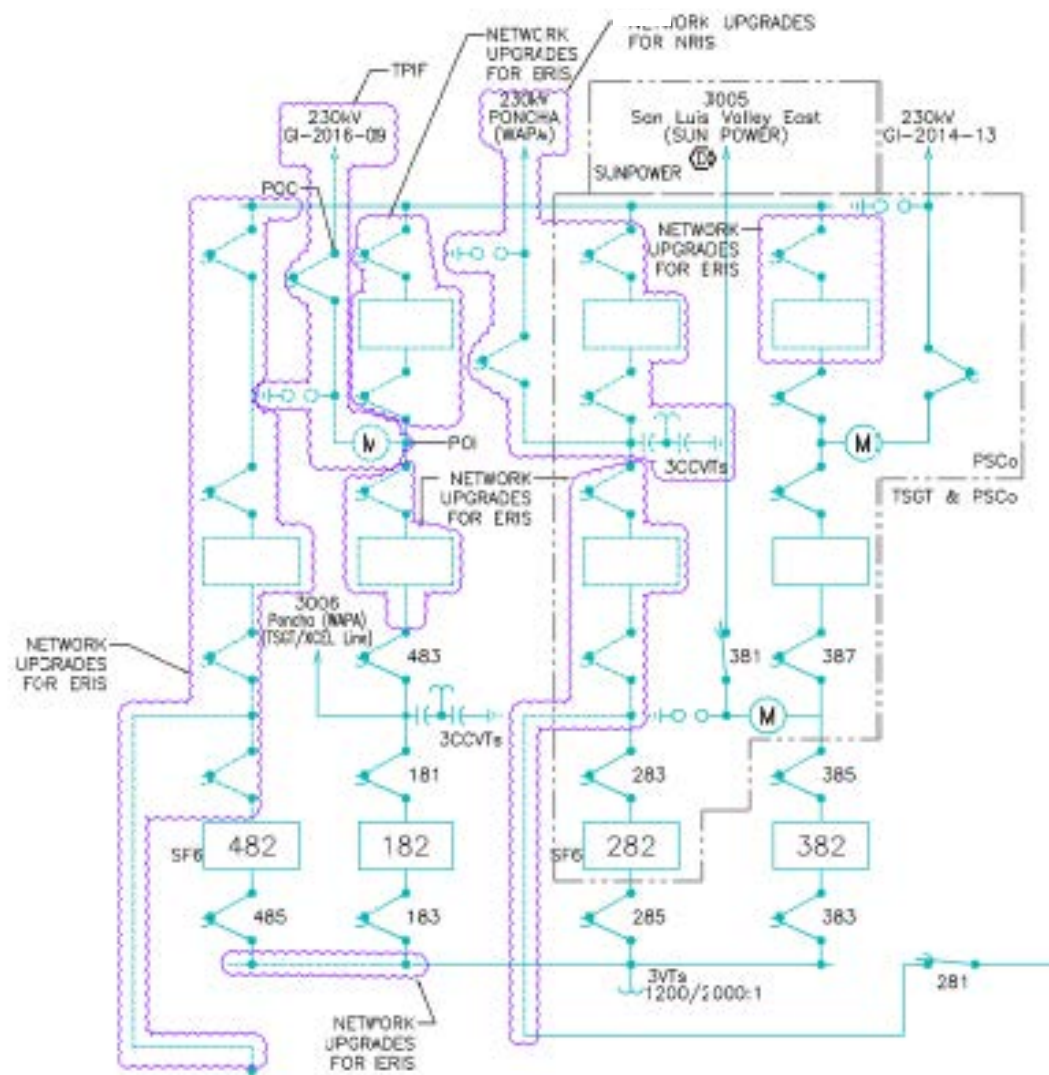 NETWORK UPGRADES
FOR NRIS
NETWORK
UPGRADES
FOR ERIS
TPIF
230kV
GI-2016-09
230kV
PONCHA
(WAPA)
3005
San Luis Valley East
(SUN POWER)
D
SUNPOWER
230kV
GI-2014-13
POC
NETWORK
UPGRADES
FOR ERIS
M
POI
3CCVTs
M
PSCo
TSGT & PSCo
NETWORK
UPGRADES
FOR ERIS
3006
Poncha (WAPA)
(TSGT/XCEL Line)
NETWORK
UPGRADES
FOR ERIS
483
381
387
M
3CCVTs
181
283
385
SF6
482
182
SF6
282
382
485
183
285
383
3VTs
1200/2000:1
281
NETWORK
UPGRADES
FOR ERIS